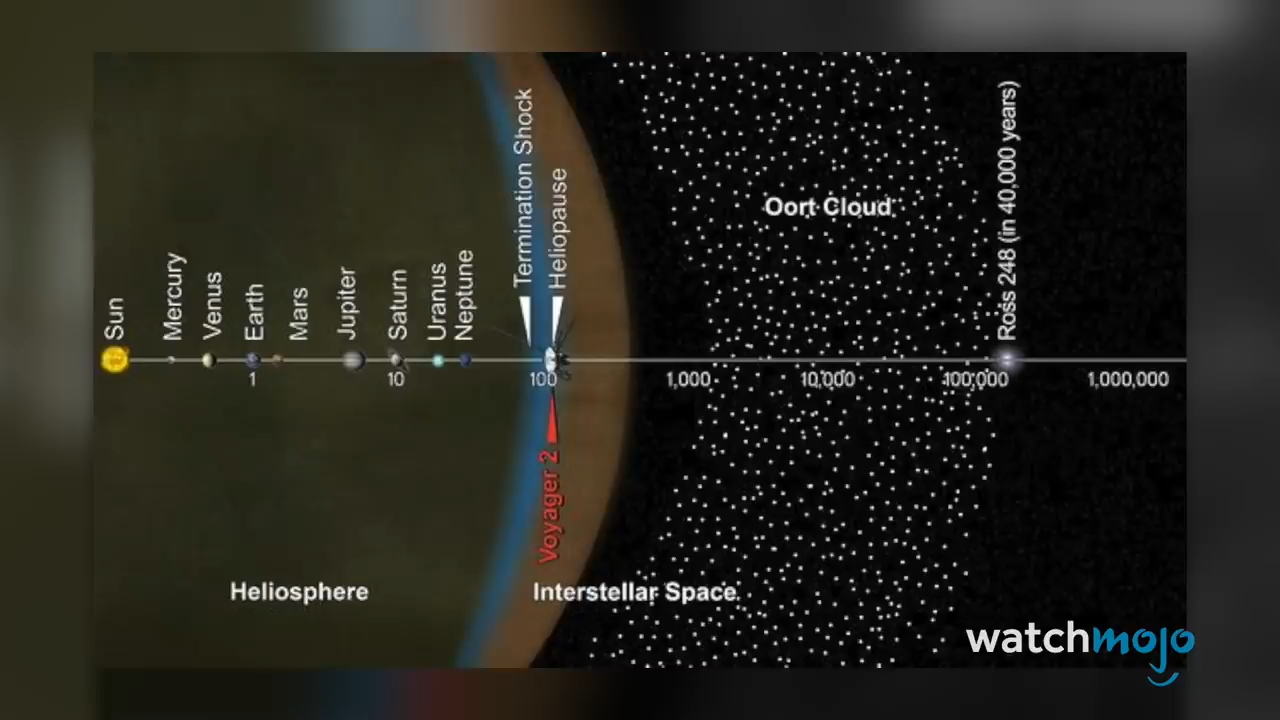 Sun
Mercury
Venus
Earth
Mars
Jupiter
Saturn
Uranus
Neptune
Termination Shock
Heliopause
Ross 248 (in 40,000 years)
Oort Cloud
1
10
100
1,000
10,000
100,000
1,000,000
Voyager 2
Heliosphere
Interstellar Space
watchmojo